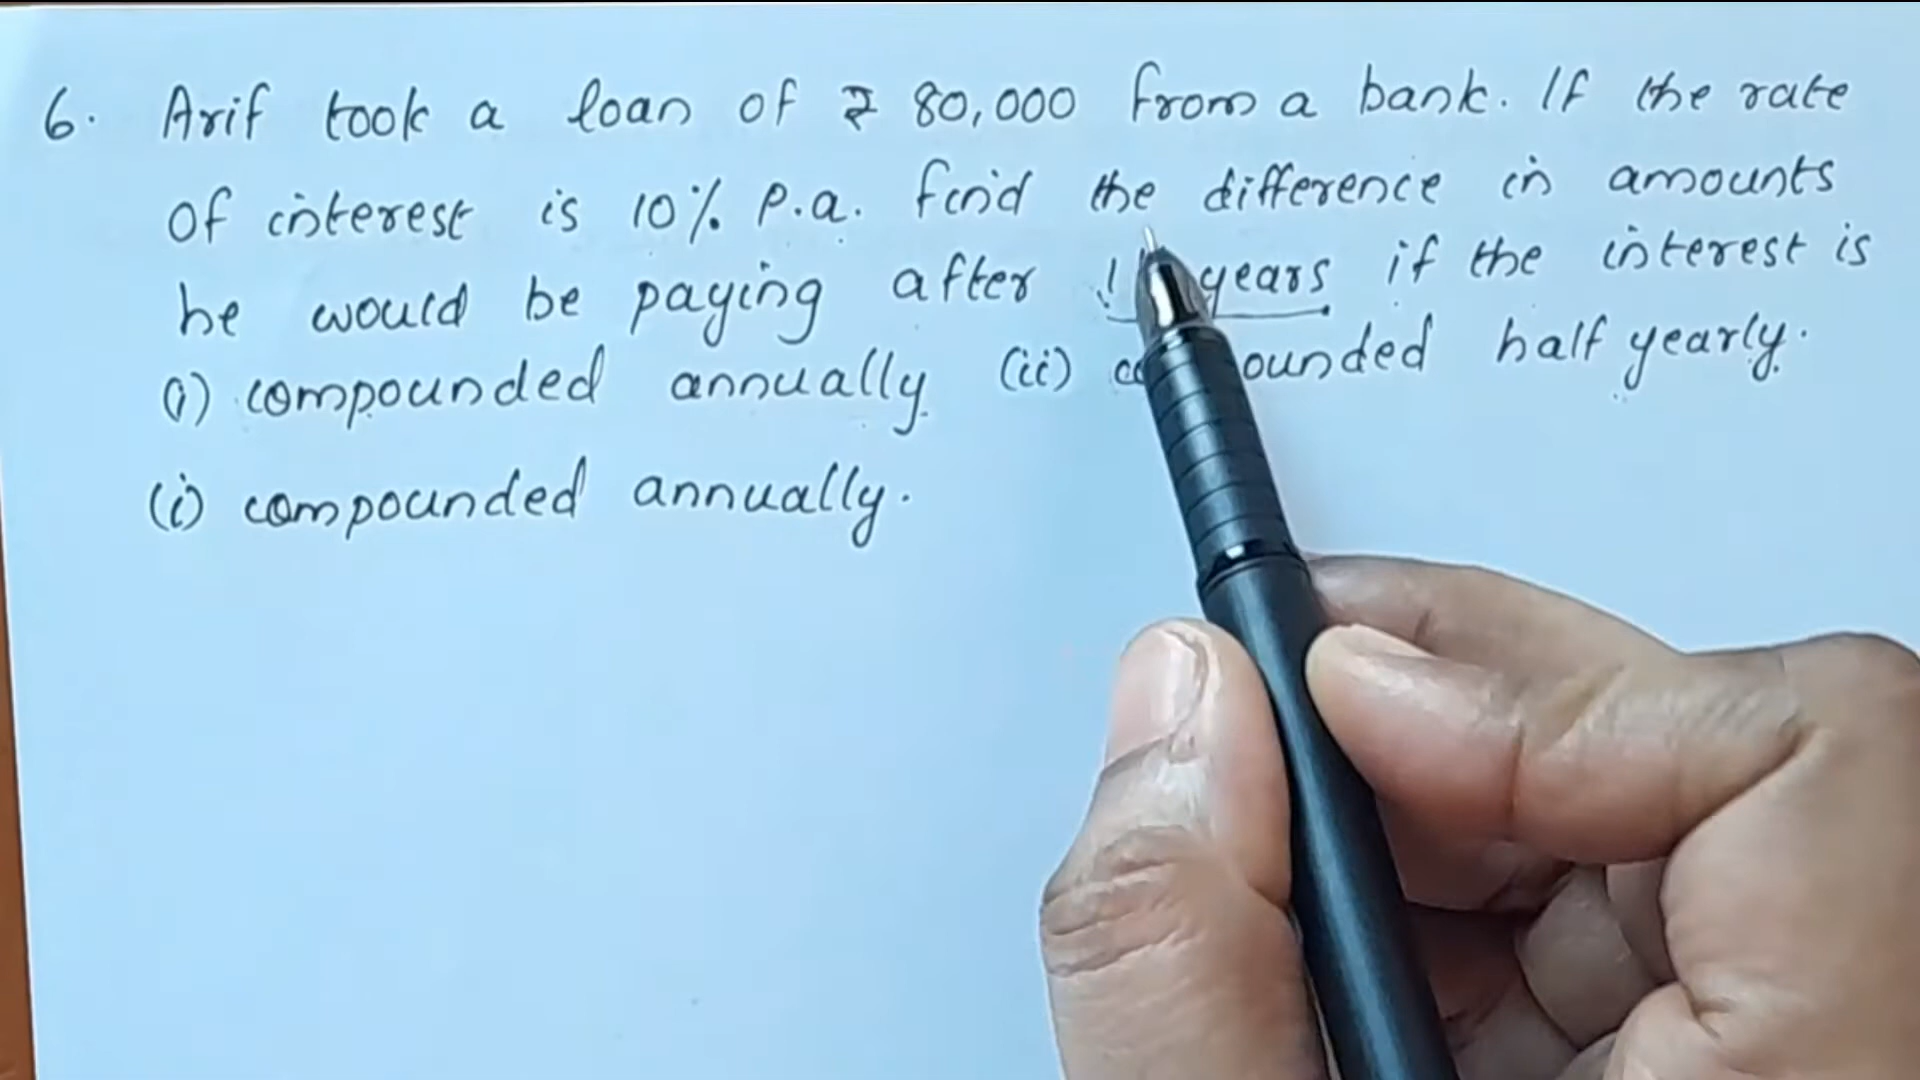 6. Arif took a loan of ₹ 80,000 from a bank. If the rate
of interest is 10% p.a. find the difference in amounts
he would be paying after 1 years if the interest is
(i) compounded annually (ii) co ounded half yearly.
(i) compounded annually.